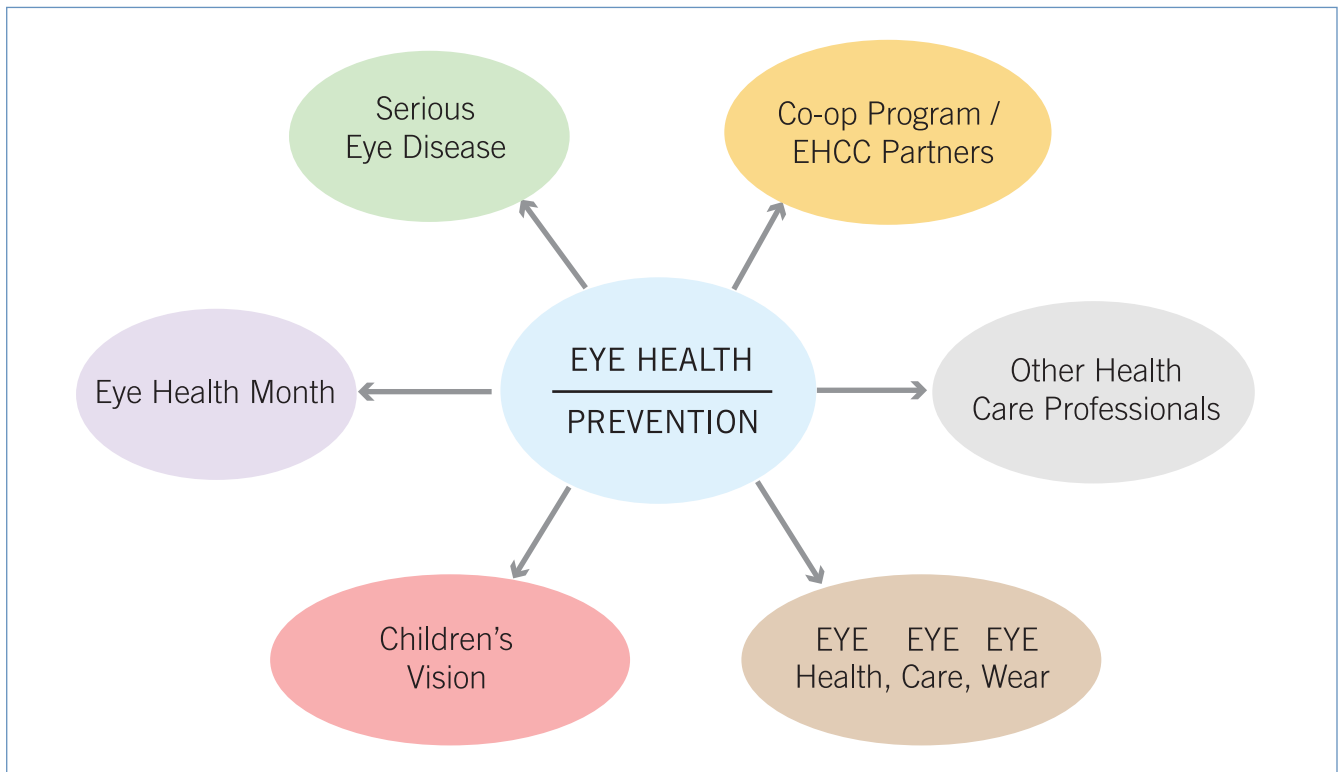 Serious
Eye Disease
Co-op Program /
EHCC Partners
Eye Health Month
EYE HEALTH
PREVENTION
Other Health
Care Professionals
Children's
Vision
EYE EYE EYE
Health, Care, Wear